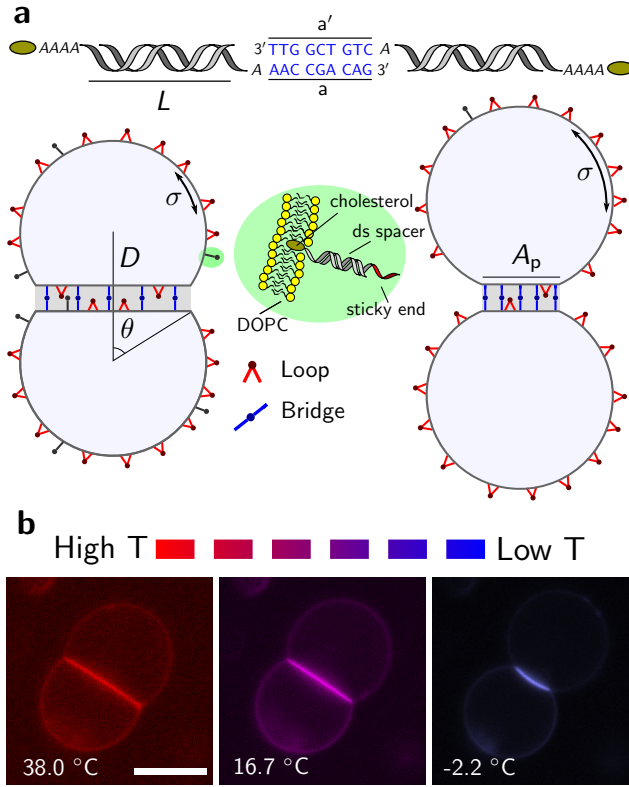 a
a′
AAAA 3′ TTG GCT GTC A
A AAC CGA CAG 3′ AAAA
L
a
σ
D
θ
cholesterol
ds spacer
sticky end
DOPC
σ
Aₚ
Loop
Bridge
b
High T Low T
38.0 °C
16.7 °C
-2.2 °C